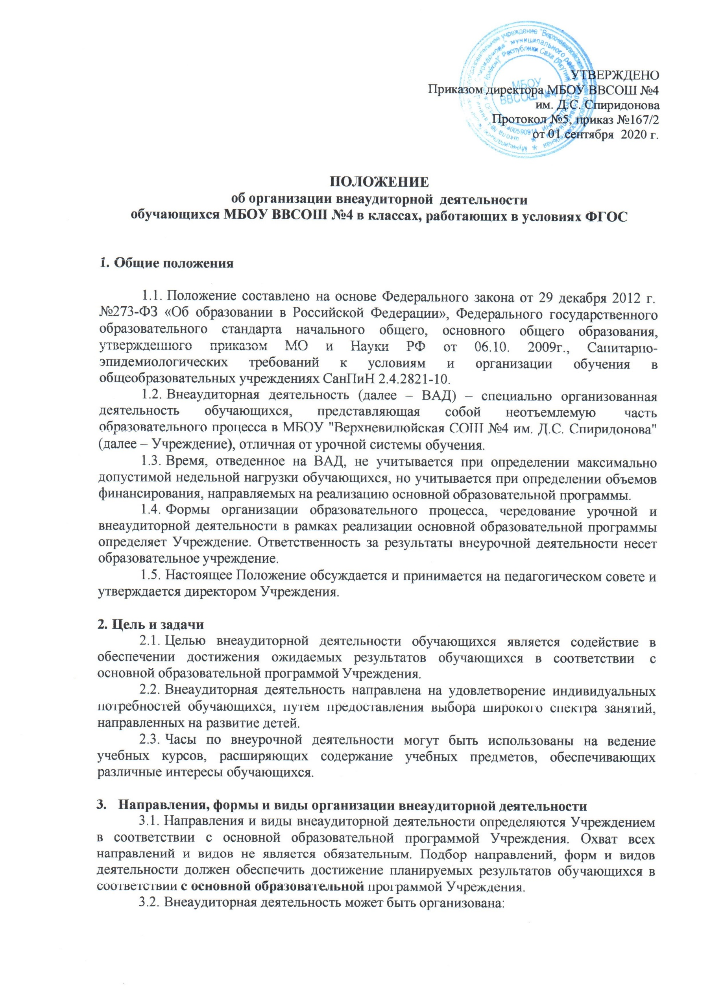 УТВЕРЖДЕНО
Приказом директора МБОУ ВВСОШ №4
им. Д.С. Спиридонова
Протокол №5, приказ №167/2
от 01 сентября 2020 г.
МБОУ
ВВСОШ №4
ПОЛОЖЕНИЕ
об организации внеаудиторной деятельности
обучающихся МБОУ ВВСОШ №4 в классах, работающих в условиях ФГОС
1. Общие положения
1.1. Положение составлено на основе Федерального закона от 29 декабря 2012 г.
№273-ФЗ «Об образовании в Российской Федерации», Федерального государственного
образовательного стандарта начального общего, основного общего образования,
утвержденного приказом МО и Науки РФ от 06.10. 2009г., Санитарно-
эпидемиологических требований к условиям и организации обучения в
общеобразовательных учреждениях СанПиН 2.4.2821-10.
1.2. Внеаудиторная деятельность (далее – ВАД) – специально организованная
деятельность обучающихся, представляющая собой неотъемлемую часть
образовательного процесса в МБОУ "Верхневилюйская СОШ №4 им. Д.С. Спиридонова"
(далее – Учреждение), отличная от урочной системы обучения.
1.3. Время, отведенное на ВАД, не учитывается при определении максимально
допустимой недельной нагрузки обучающихся, но учитывается при определении объемов
финансирования, направляемых на реализацию основной образовательной программы.
1.4. Формы организации образовательного процесса, чередование урочной и
внеаудиторной деятельности в рамках реализации основной образовательной программы
определяет Учреждение. Ответственность за результаты внеурочной деятельности несет
образовательное учреждение.
1.5. Настоящее Положение обсуждается и принимается на педагогическом совете и
утверждается директором Учреждения.
2. Цель и задачи
2.1. Целью внеаудиторной деятельности обучающихся является содействие в
обеспечении достижения ожидаемых результатов обучающихся в соответствии с
основной образовательной программой Учреждения.
2.2. Внеаудиторная деятельность направлена на удовлетворение индивидуальных
потребностей обучающихся, путем предоставления выбора широкого спектра занятий,
направленных на развитие детей.
2.3. Часы по внеурочной деятельности могут быть использованы на ведение
учебных курсов, расширяющих содержание учебных предметов, обеспечивающих
различные интересы обучающихся.
3. Направления, формы и виды организации внеаудиторной деятельности
3.1. Направления и виды внеаудиторной деятельности определяются Учреждением
в соответствии с основной образовательной программой Учреждения. Охват всех
направлений и видов не является обязательным. Подбор направлений, форм и видов
деятельности должен обеспечить достижение планируемых результатов обучающихся в
соответствии с основной образовательной программой Учреждения.
3.2. Внеаудиторная деятельность может быть организована: